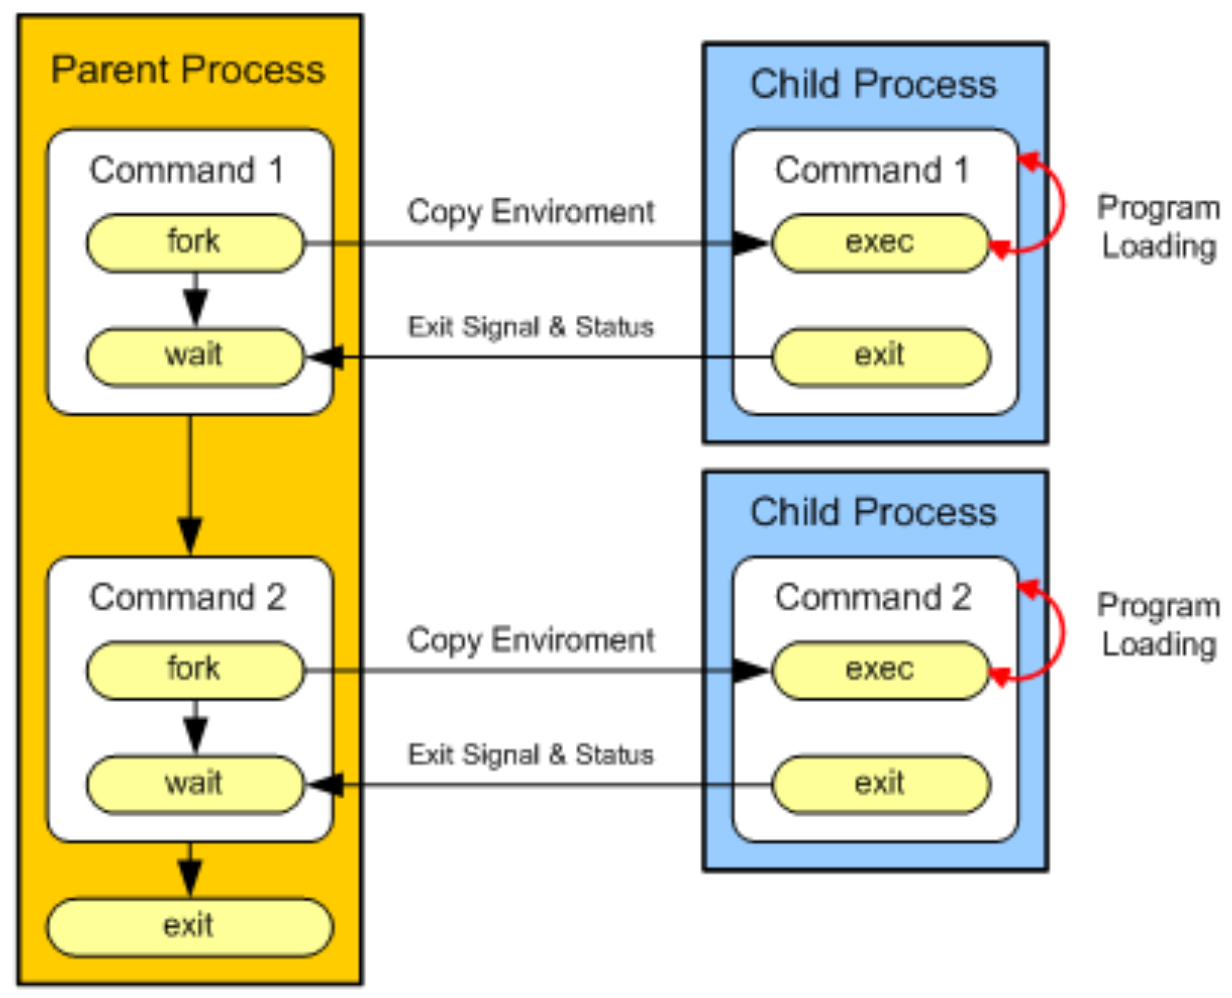 Parent Process
Command 1
fork
wait
Command 2
fork
wait
exit
Copy Enviroment
Exit Signal & Status
Copy Enviroment
Exit Signal & Status
Child Process
Command 1
exec
exit
Program
Loading
Child Process
Command 2
exec
exit
Program
Loading